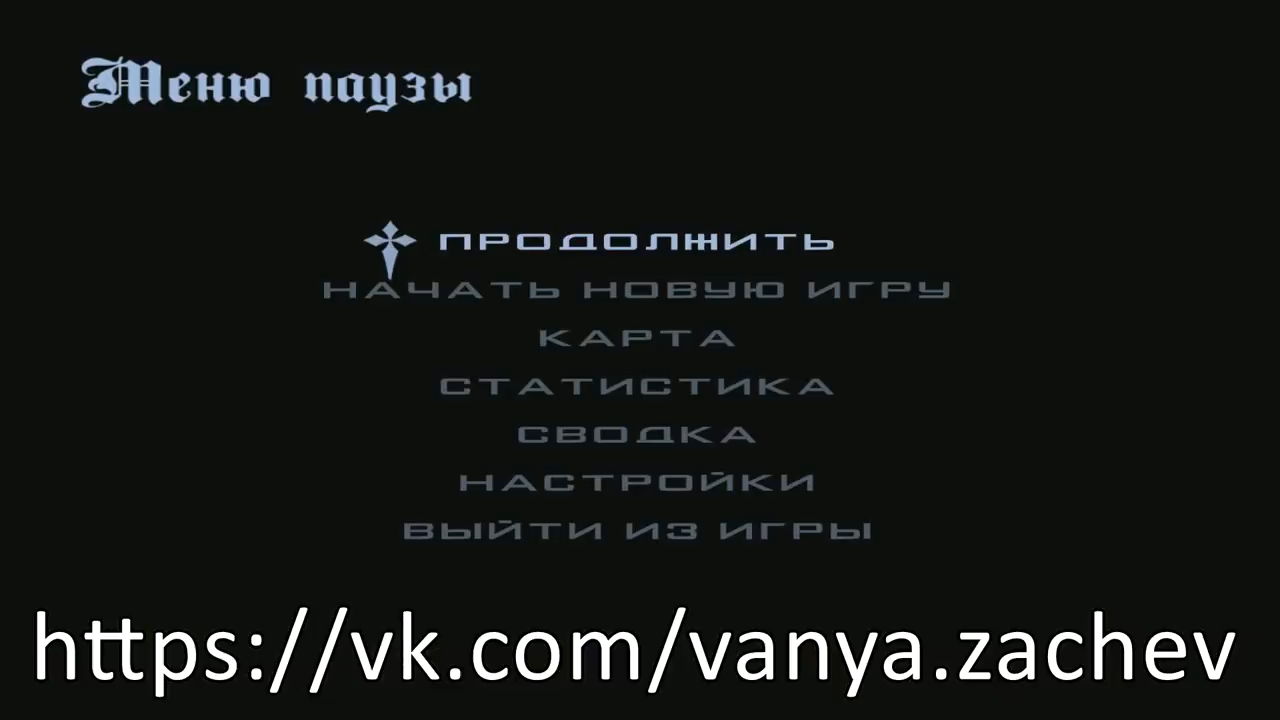 Меню паузы
ПРОДОЛЖИТЬ
НАЧАТЬ НОВУЮ ИГРУ
КАРТА
СТАТИСТИКА
СВОДКА
НАСТРОЙКИ
ВЫЙТИ ИЗ ИГРЫ
https://vk.com/vanya.zachev